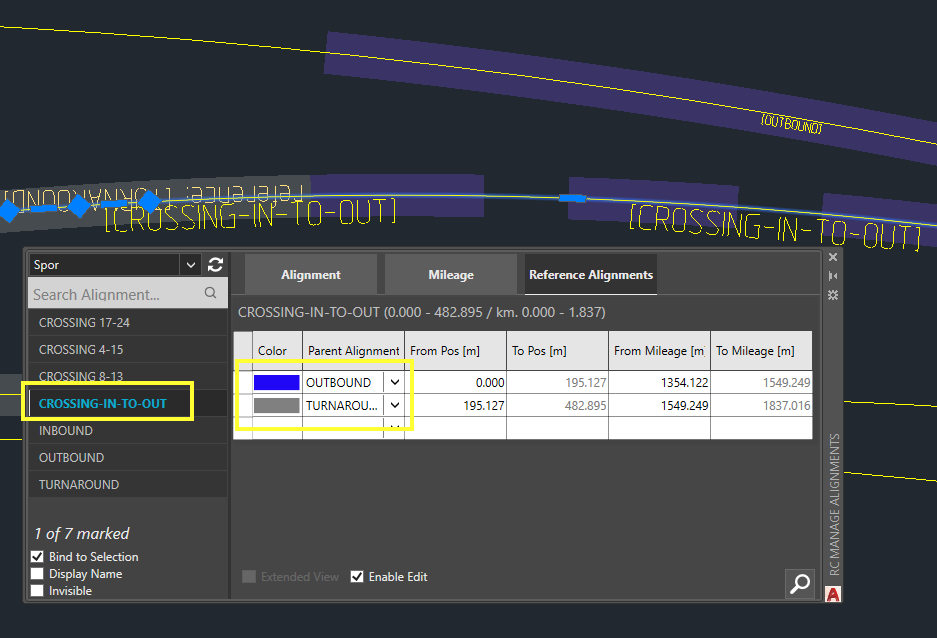 [OUTBOUND]
[CROSSING-IN-TO-OUT]
[CROSSING-IN-TO-OUT]
Spor
Search Alignment...
CROSSING 17-24
CROSSING 4-15
CROSSING 8-13
CROSSING-IN-TO-OUT
INBOUND
OUTBOUND
TURNAROUND
1 of 7 marked
Bind to Selection
Display Name
Invisible
Alignment Mileage Reference Alignments
CROSSING-IN-TO-OUT (0.000 - 482.895 / km. 0.000 - 1.837)
Color Parent Alignment From Pos [m] To Pos [m] From Mileage [m] To Mileage [m]
OUTBOUND 0.000 195.127 1354.122 1549.249
TURNAROU... 195.127 482.895 1549.249 1837.016
Extended View Enable Edit
RC MANAGE ALIGNMENTS
A